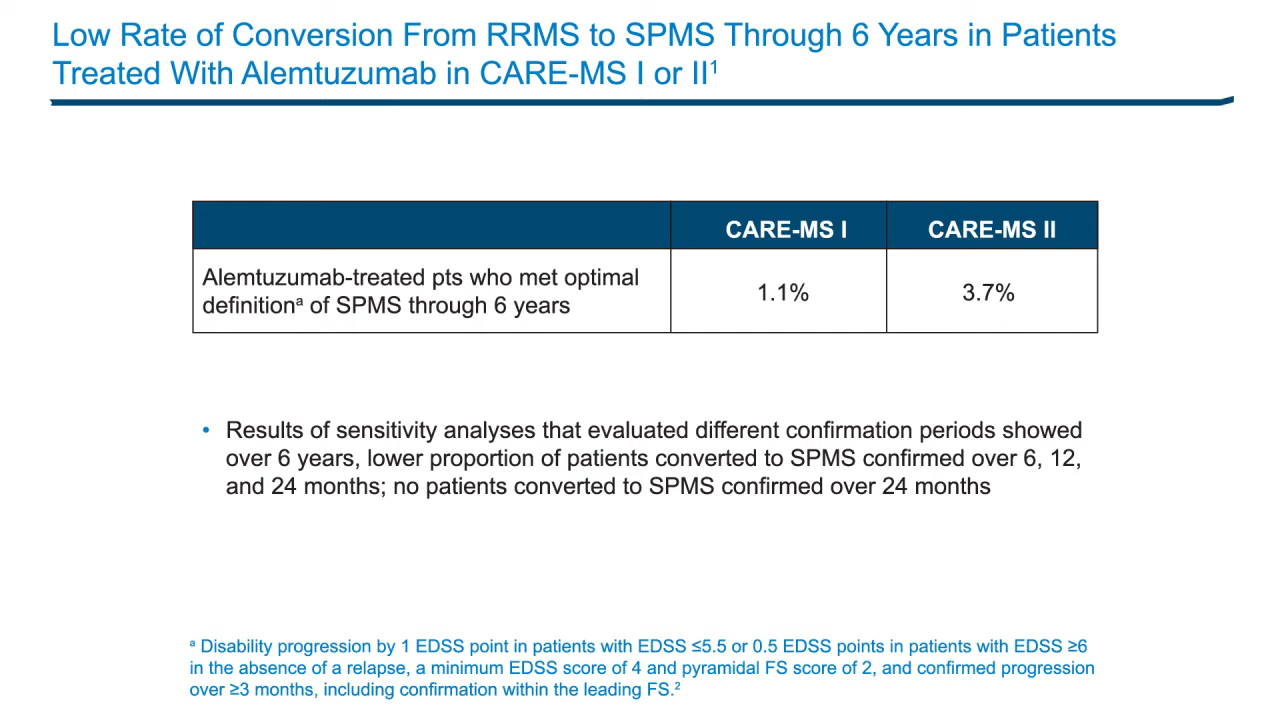 Low Rate of Conversion From RRMS to SPMS Through 6 Years in Patients
Treated With Alemtuzumab in CARE-MS I or II¹
CARE-MS I
CARE-MS II
Alemtuzumab-treated pts who met optimal
definitionᵃ of SPMS through 6 years
1.1%
3.7%
• Results of sensitivity analyses that evaluated different confirmation periods showed
over 6 years, lower proportion of patients converted to SPMS confirmed over 6, 12,
and 24 months; no patients converted to SPMS confirmed over 24 months
ᵃ Disability progression by 1 EDSS point in patients with EDSS ≤5.5 or 0.5 EDSS points in patients with EDSS ≥6
in the absence of a relapse, a minimum EDSS score of 4 and pyramidal FS score of 2, and confirmed progression
over ≥3 months, including confirmation within the leading FS.²